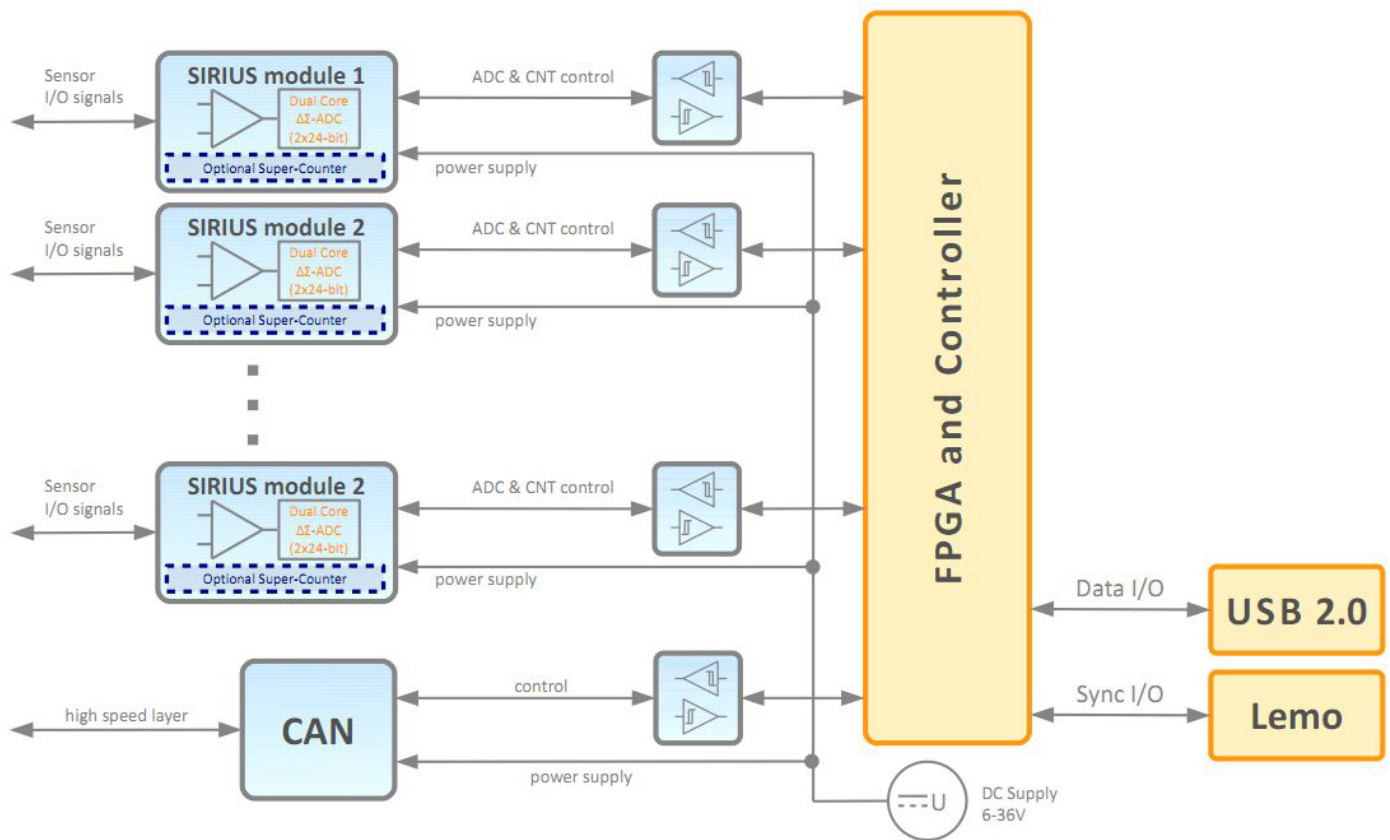 Sensor
I/O signals
SIRIUS module 1
Dual Core
ΔΣ-ADC
(2x24-bit)
Optional Super-Counter
ADC & CNT control
power supply
Sensor
I/O signals
SIRIUS module 2
Dual Core
ΔΣ-ADC
(2x24-bit)
Optional Super-Counter
ADC & CNT control
power supply
Sensor
I/O signals
SIRIUS module 2
Dual Core
ΔΣ-ADC
(2x24-bit)
Optional Super-Counter
ADC & CNT control
power supply
high speed layer
CAN
control
power supply
FPGA and Controller
Data I/O
USB 2.0
Sync I/O
Lemo
U
DC Supply
6-36V